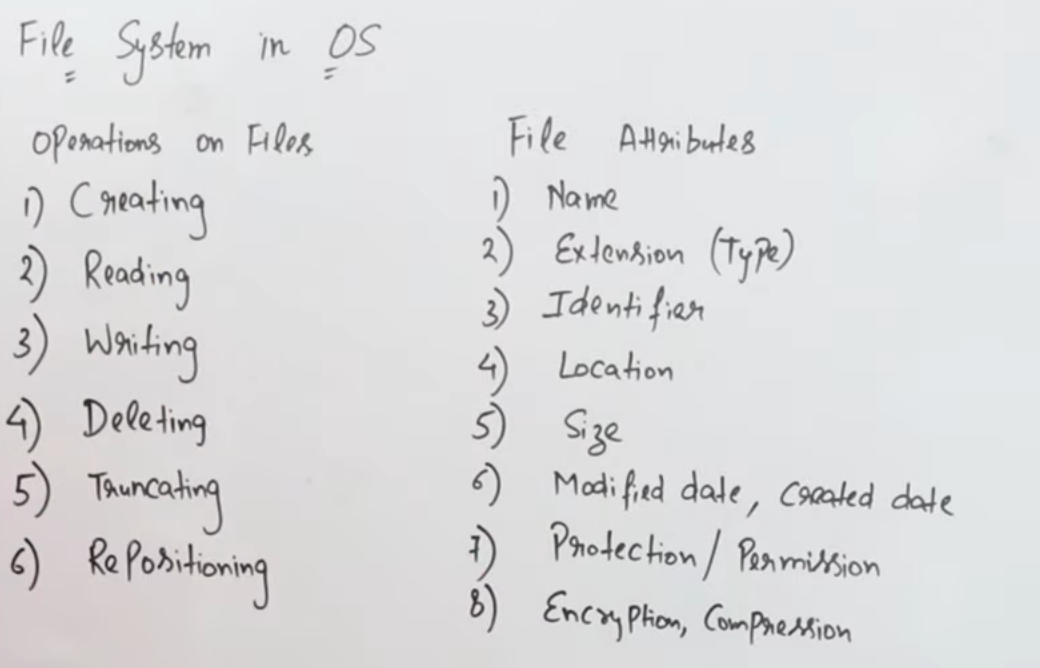 File System in OS
Operations on Files
1) Creating
2) Reading
3) Writing
4) Deleting
5) Truncating
6) RePositioning
File Attributes
1) Name
2) Extension (Type)
3) Identifier
4) Location
5) Size
6) Modified date, Created date
7) Protection / Permission
8) Encryption, Compression